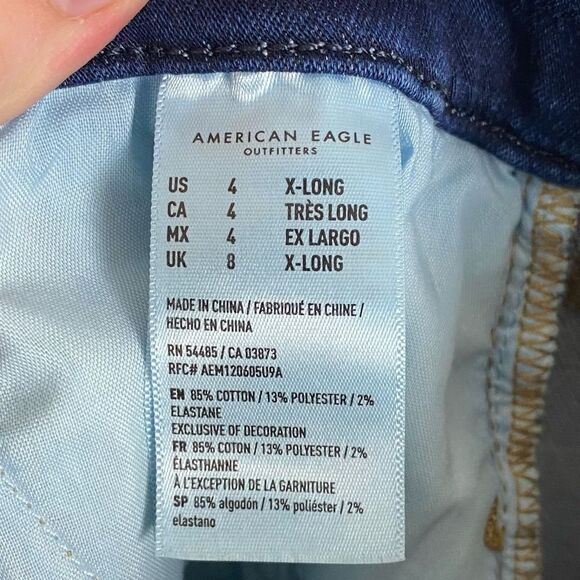 AMERICAN EAGLE
OUTFITTERS
US 4 X-LONG
CA 4 TRÈS LONG
MX 4 EX LARGO
UK 8 X-LONG
MADE IN CHINA / FABRIQUÉ EN CHINE /
HECHO EN CHINA
RN 54485 / CA 03873
RFC# AEM120605U9A
EN 85% COTTON / 13% POLYESTER / 2%
ELASTANE
EXCLUSIVE OF DECORATION
FR 85% COTON / 13% POLYESTER / 2%
ÉLASTHANNE
À L'EXCEPTION DE LA GARNITURE
SP 85% algodón / 13% poliéster / 2%
elastano